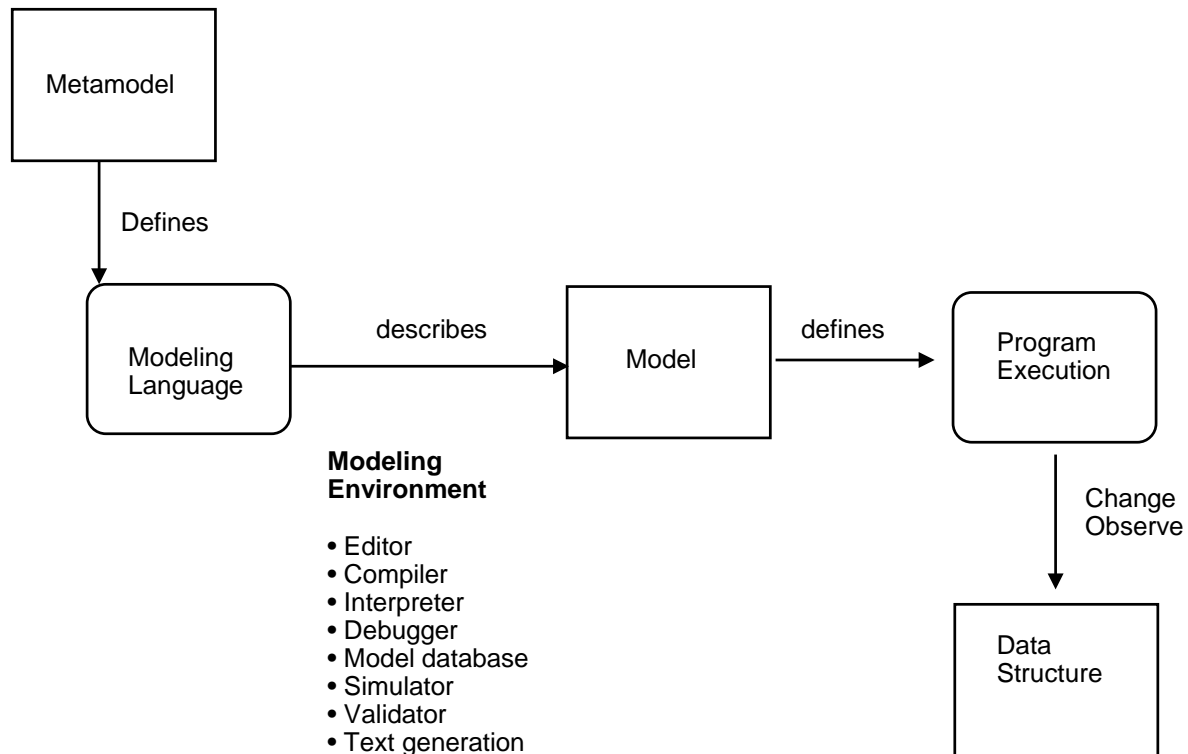 Metamodel
Defines
Modeling
Language
describes
Model
defines
Program
Execution
Modeling
Environment
• Editor
• Compiler
• Interpreter
• Debugger
• Model database
• Simulator
• Validator
• Text generation
Change
Observe
Data
Structure